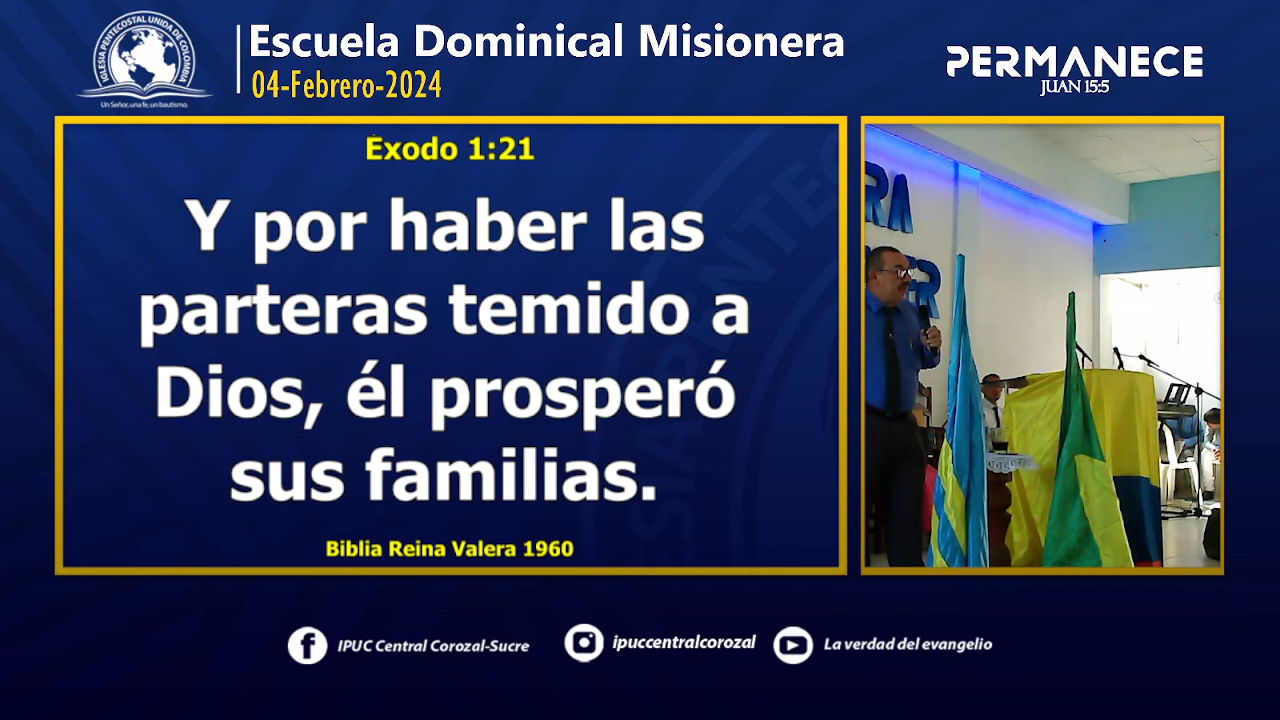 IGLESIA PENTECOSTAL UNIDA DE COLOMBIA
Un Señor, una fe, un bautismo.
Escuela Dominical Misionera
04-Febrero-2024
PERMANECE
JUAN 15:5
Éxodo 1:21
Y por haber las
parteras temido a
Dios, él prosperó
sus familias.
Biblia Reina Valera 1960
RA
IPUC Central Corozal-Sucre
ipuccentralcorozal
La verdad del evangelio